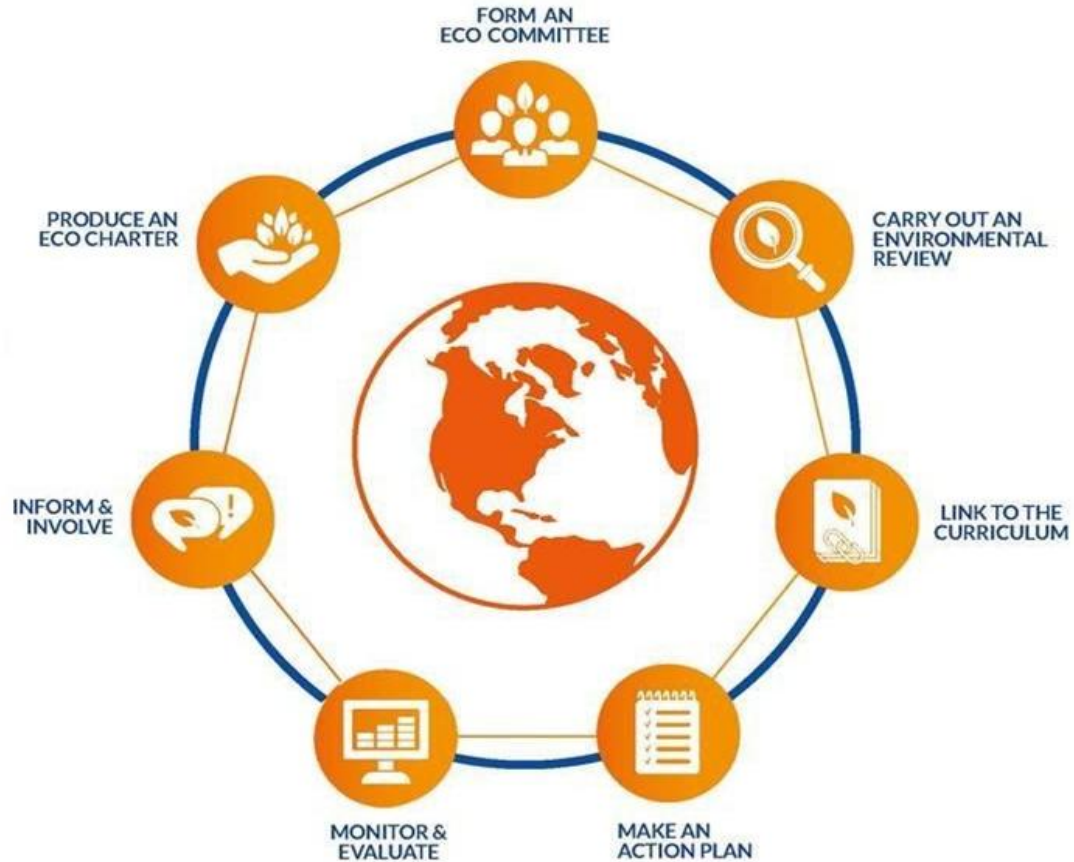 FORM AN
ECO COMMITTEE
CARRY OUT AN
ENVIRONMENTAL
REVIEW
LINK TO THE
CURRICULUM
MAKE AN
ACTION PLAN
MONITOR &
EVALUATE
INFORM &
INVOLVE
PRODUCE AN
ECO CHARTER
!